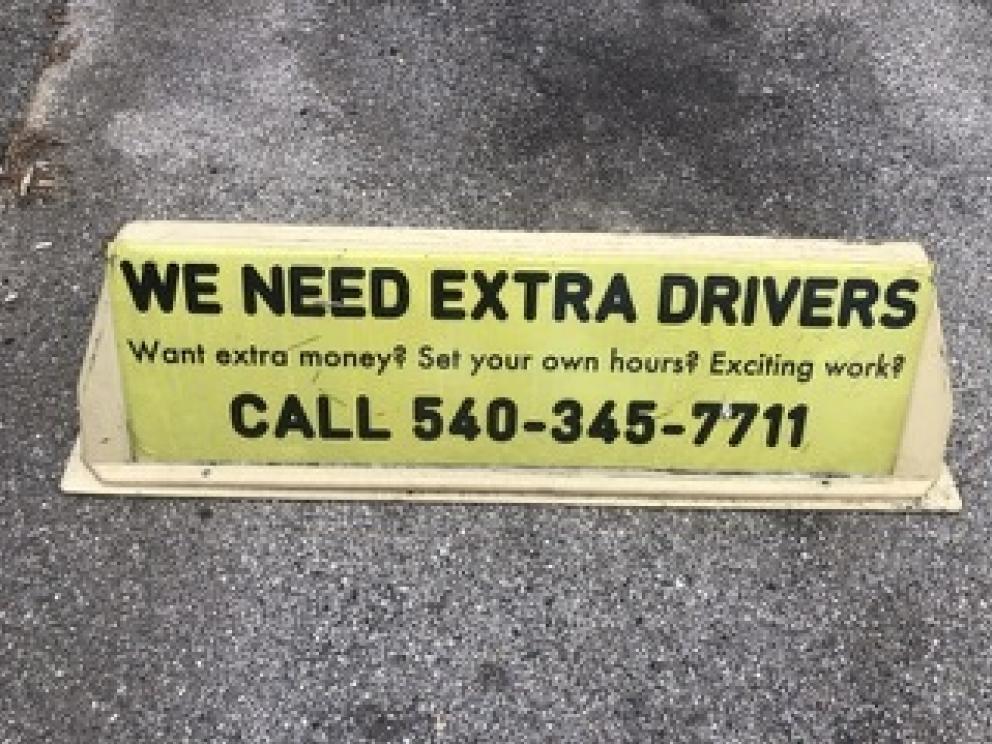 WE NEED EXTRA DRIVERS
Want extra money? Set your own hours? Exciting work?
CALL 540-345-7711